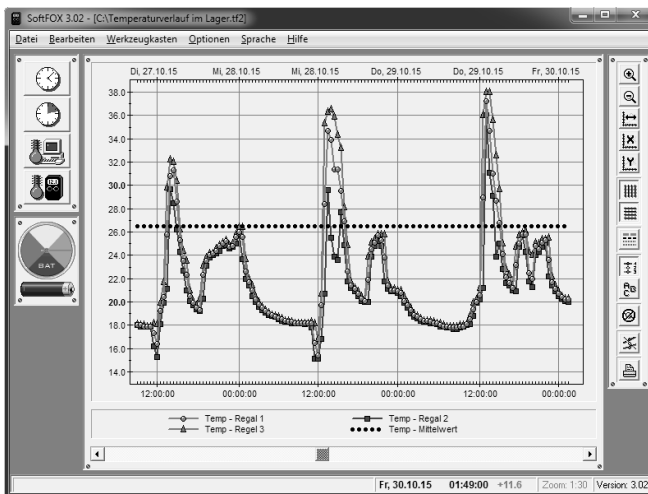 SoftFOX 3.02 - [C:\Temperaturverlauf im Lager.tf2]
Datei Bearbeiten Werkzeugkasten Optionen Sprache Hilfe
Di, 27.10.15 Mi, 28.10.15 Mi, 28.10.15 Do, 29.10.15 Do, 29.10.15 Fr, 30.10.15
38.0
36.0
34.0
32.0
30.0
28.0
26.0
24.0
22.0
20.0
18.0
16.0
14.0
12:00:00 00:00:00 12:00:00 00:00:00 12:00:00 00:00:00
Temp - Regal 1 Temp - Regal 2
Temp - Regal 3 Temp - Mittelwert
BAT
X
Y
Fr, 30.10.15 01:49:00 +11.6 Zoom: 1:30 Version: 3.02